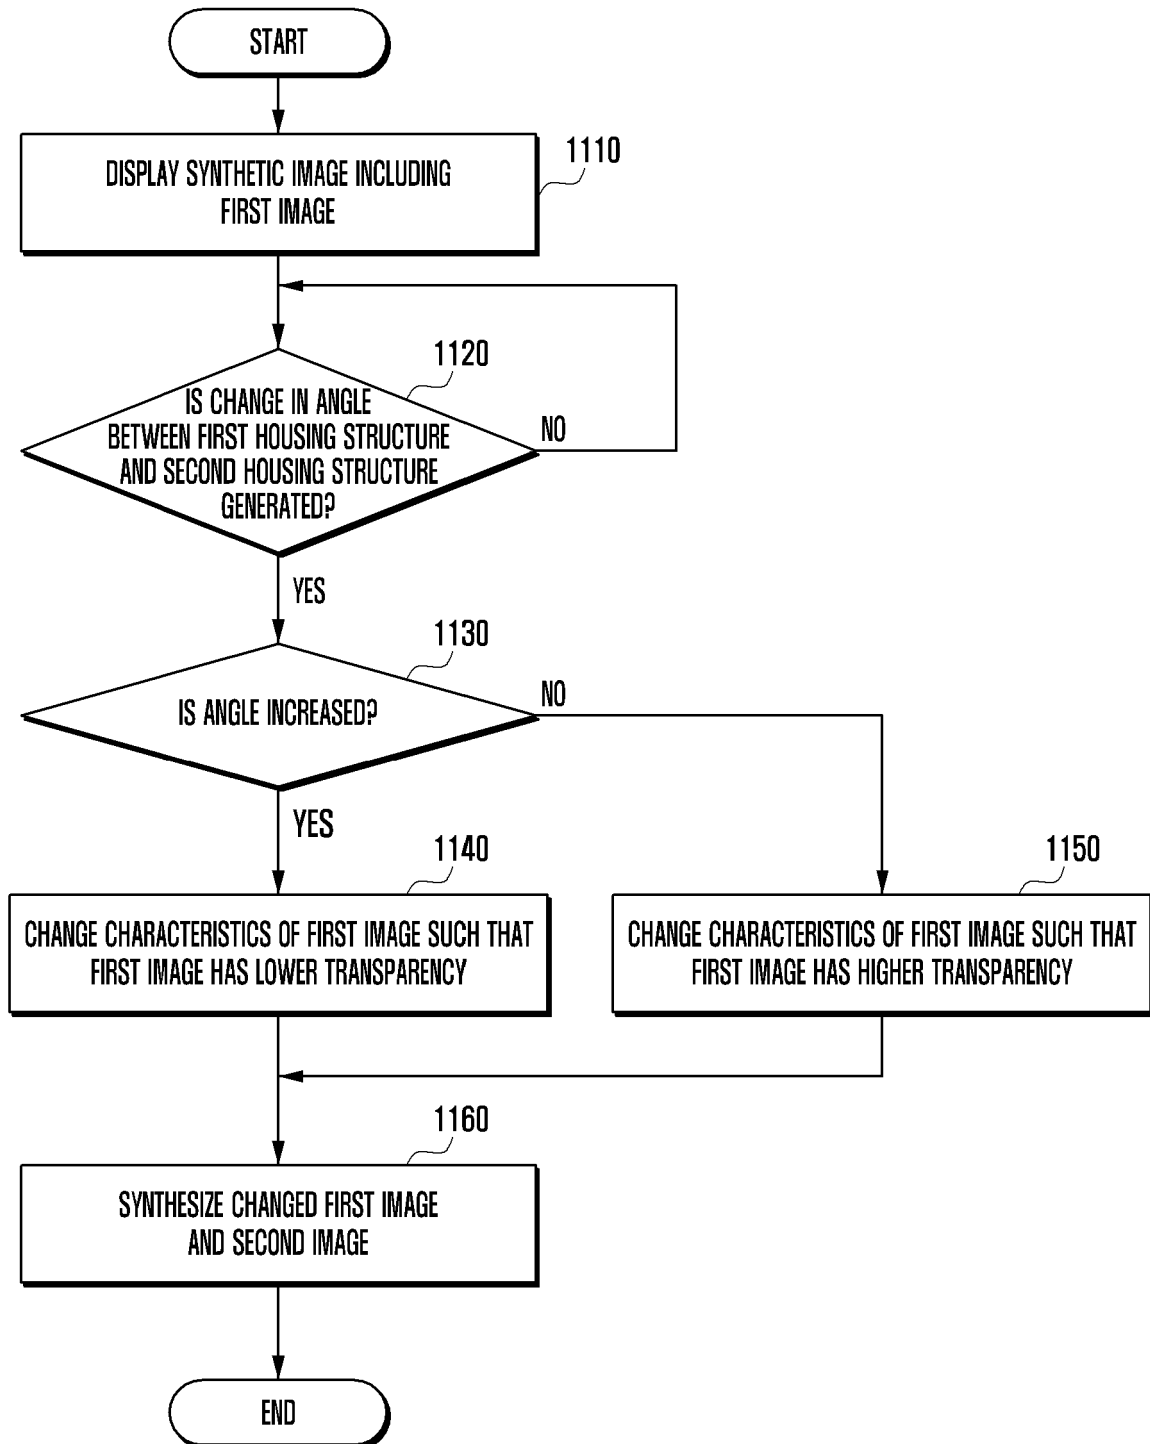 START
1110
DISPLAY SYNTHETIC IMAGE INCLUDING
FIRST IMAGE
1120
IS CHANGE IN ANGLE
BETWEEN FIRST HOUSING STRUCTURE
AND SECOND HOUSING STRUCTURE
GENERATED?
NO
YES
1130
IS ANGLE INCREASED?
NO
YES
1140
CHANGE CHARACTERISTICS OF FIRST IMAGE SUCH THAT
FIRST IMAGE HAS LOWER TRANSPARENCY
1150
CHANGE CHARACTERISTICS OF FIRST IMAGE SUCH THAT
FIRST IMAGE HAS HIGHER TRANSPARENCY
1160
SYNTHESIZE CHANGED FIRST IMAGE
AND SECOND IMAGE
END